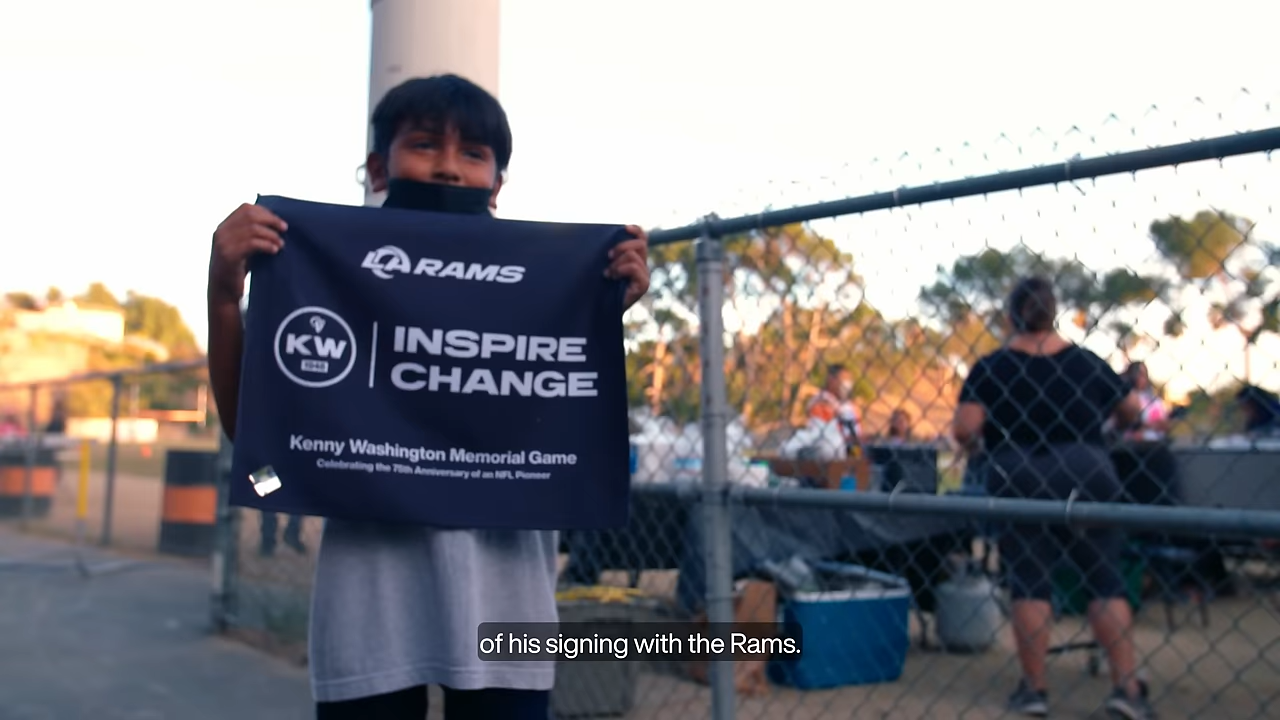 LA RAMS
KW
1946
INSPIRE
CHANGE
Kenny Washington Memorial Game
Celebrating the 75th Anniversary of an NFL Pioneer
of his signing with the Rams.